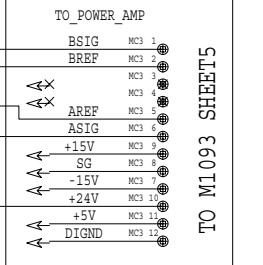 TO_POWER_AMP
BSIG MC3 1
BREF MC3 2
MC3 3
MC3 4
AREF MC3 5
ASIG MC3 6
+15V MC3 9
SG MC3 8
-15V MC3 7
+24V MC3 10
+5V MC3 11
DIGND MC3 12
TO M1093 SHEET5